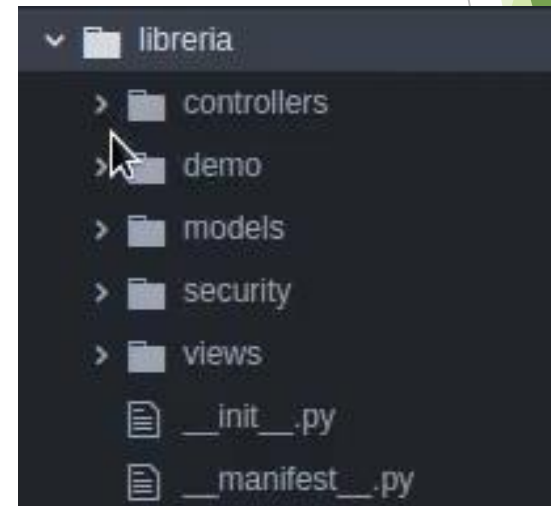 libreria
controllers
demo
models
security
views
__init__.py
__manifest__.py